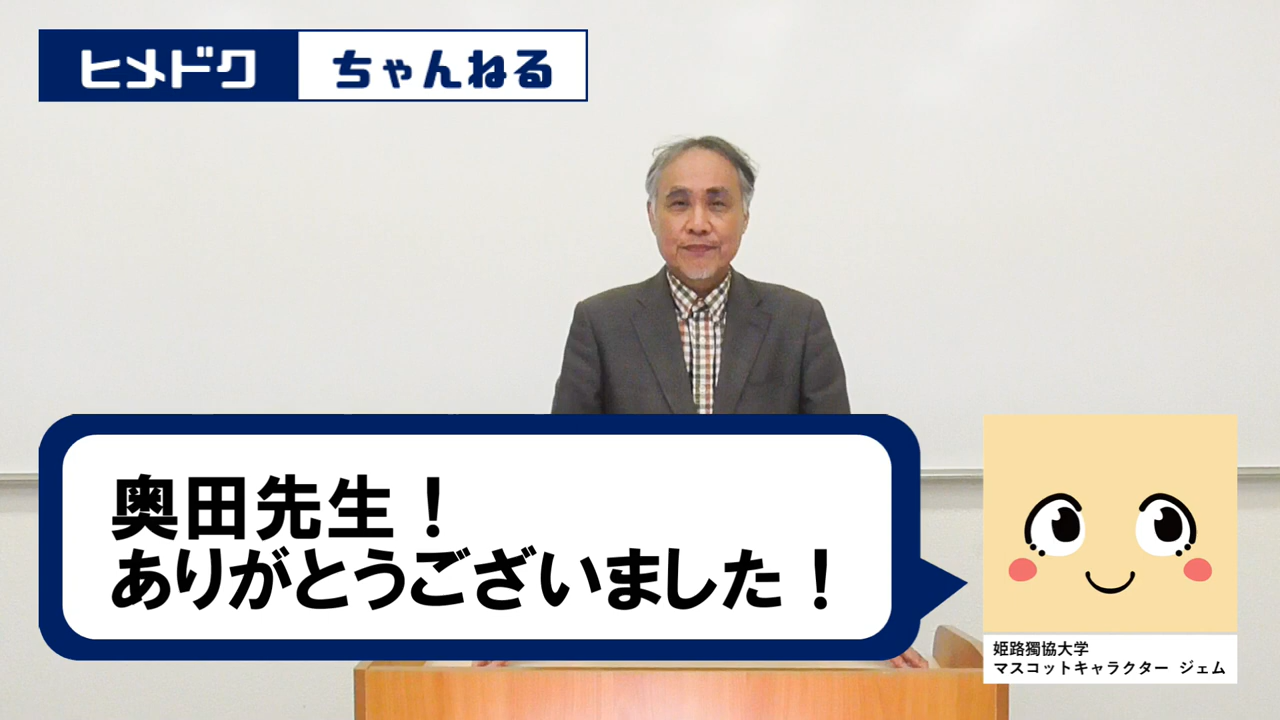 ヒメドク ちゃんねる
奥田先生！
ありがとうございました！
姫路獨協大学
マスコットキャラクター ジェム